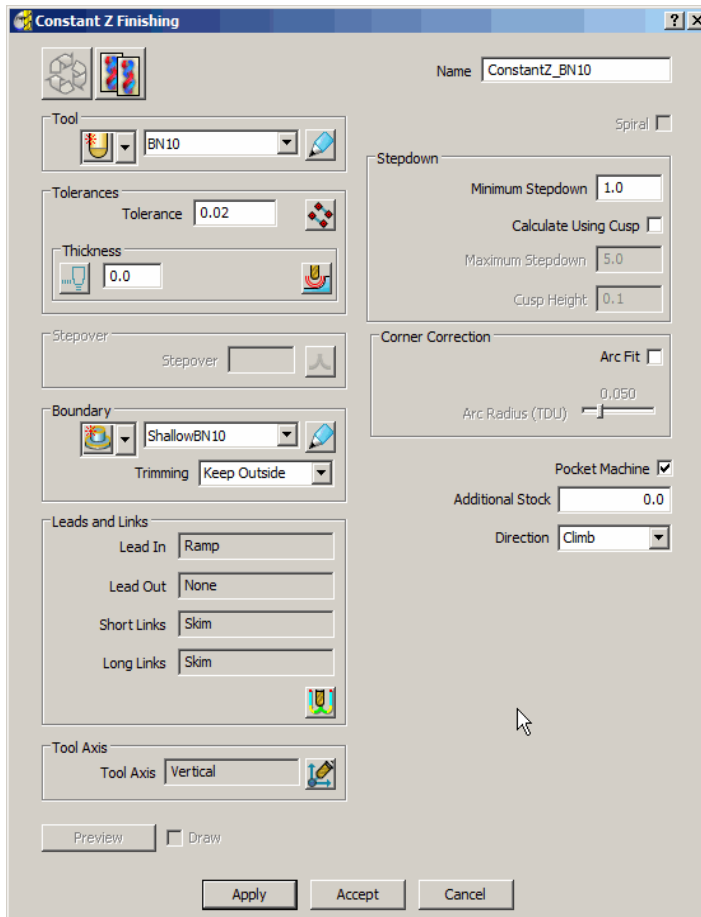 Constant Z Finishing
Name ConstantZ_BN10
Tool
BN10
Spiral
Tolerances
Tolerance 0.02
Thickness
0.0
Stepover
Stepover
Boundary
ShallowBN10
Trimming Keep Outside
Leads and Links
Lead In Ramp
Lead Out None
Short Links Skim
Long Links Skim
Tool Axis
Tool Axis Vertical
Stepdown
Minimum Stepdown 1.0
Calculate Using Cusp
Maximum Stepdown 5.0
Cusp Height 0.1
Corner Correction
Arc Fit
0.050
Arc Radius (TDU)
Pocket Machine
Additional Stock 0.0
Direction Climb
Preview Draw
Apply Accept Cancel